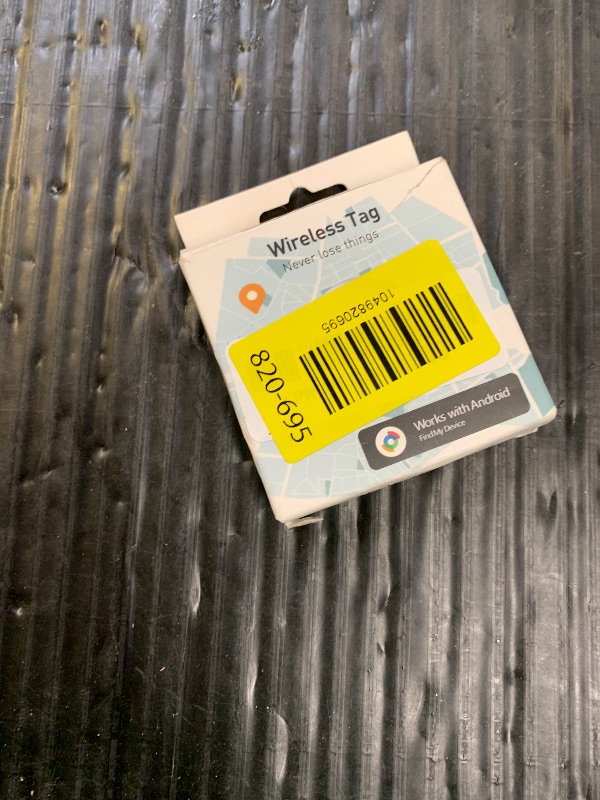 Wireless Tag
Never lose things
1049820695
820-695
Works with Android
Find My Device